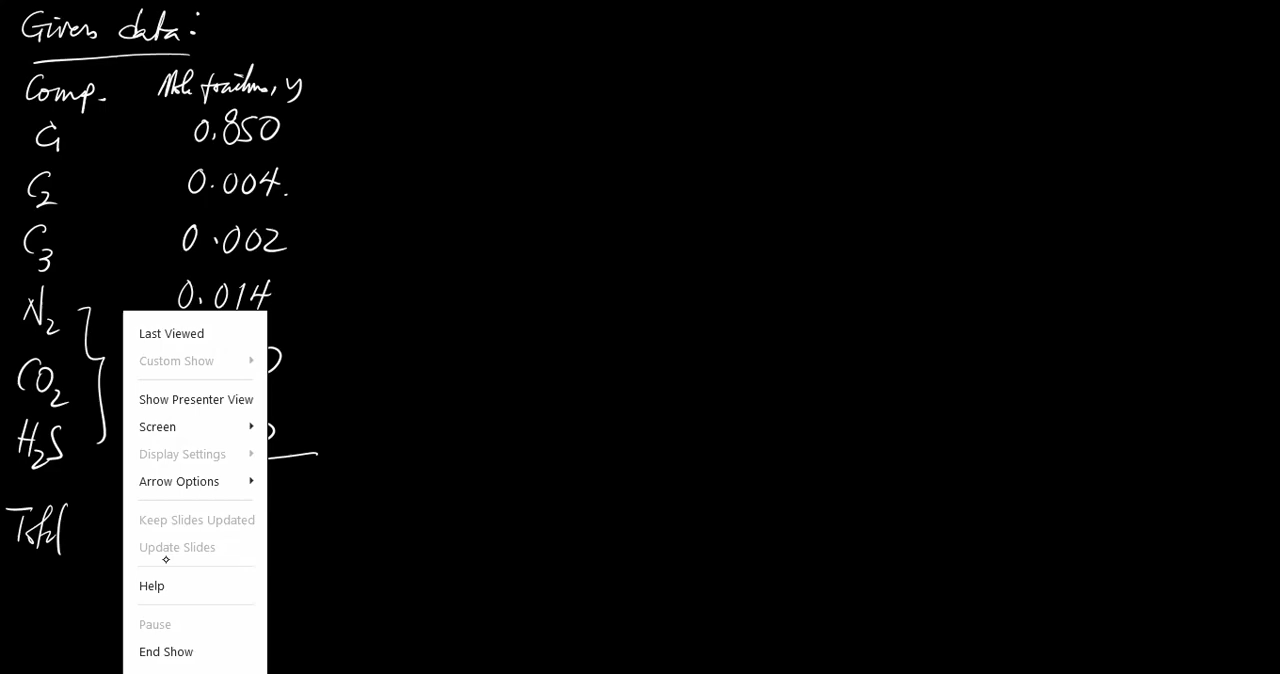 Given data:
Comp. Mole fraction, y
C1 0.850
C2 0.004.
C3 0.002
N2 0.014
CO2
H2S
Total
Last Viewed
Custom Show
Show Presenter View
Screen
Display Settings
Arrow Options
Keep Slides Updated
Update Slides
Help
Pause
End Show